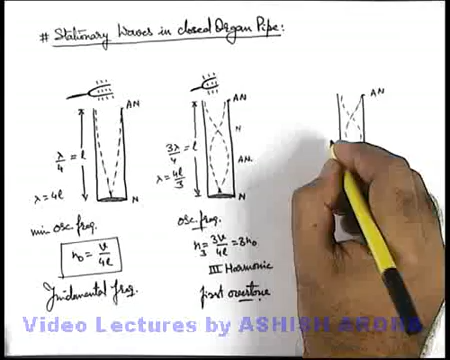 # Stationary Waves in closed Organ Pipe:
AN
λ/4 = l
λ = 4l
N
min osc. freq.
n₀ = v/4l
Fundamental freq.
AN
N
3λ/4 = l
AN.
λ = 4l/3
N
osc. freq.
n₃ = 3v/4l = 3n₀
III Harmonic
first overtone
AN
Video Lectures by ASHISH ARORA